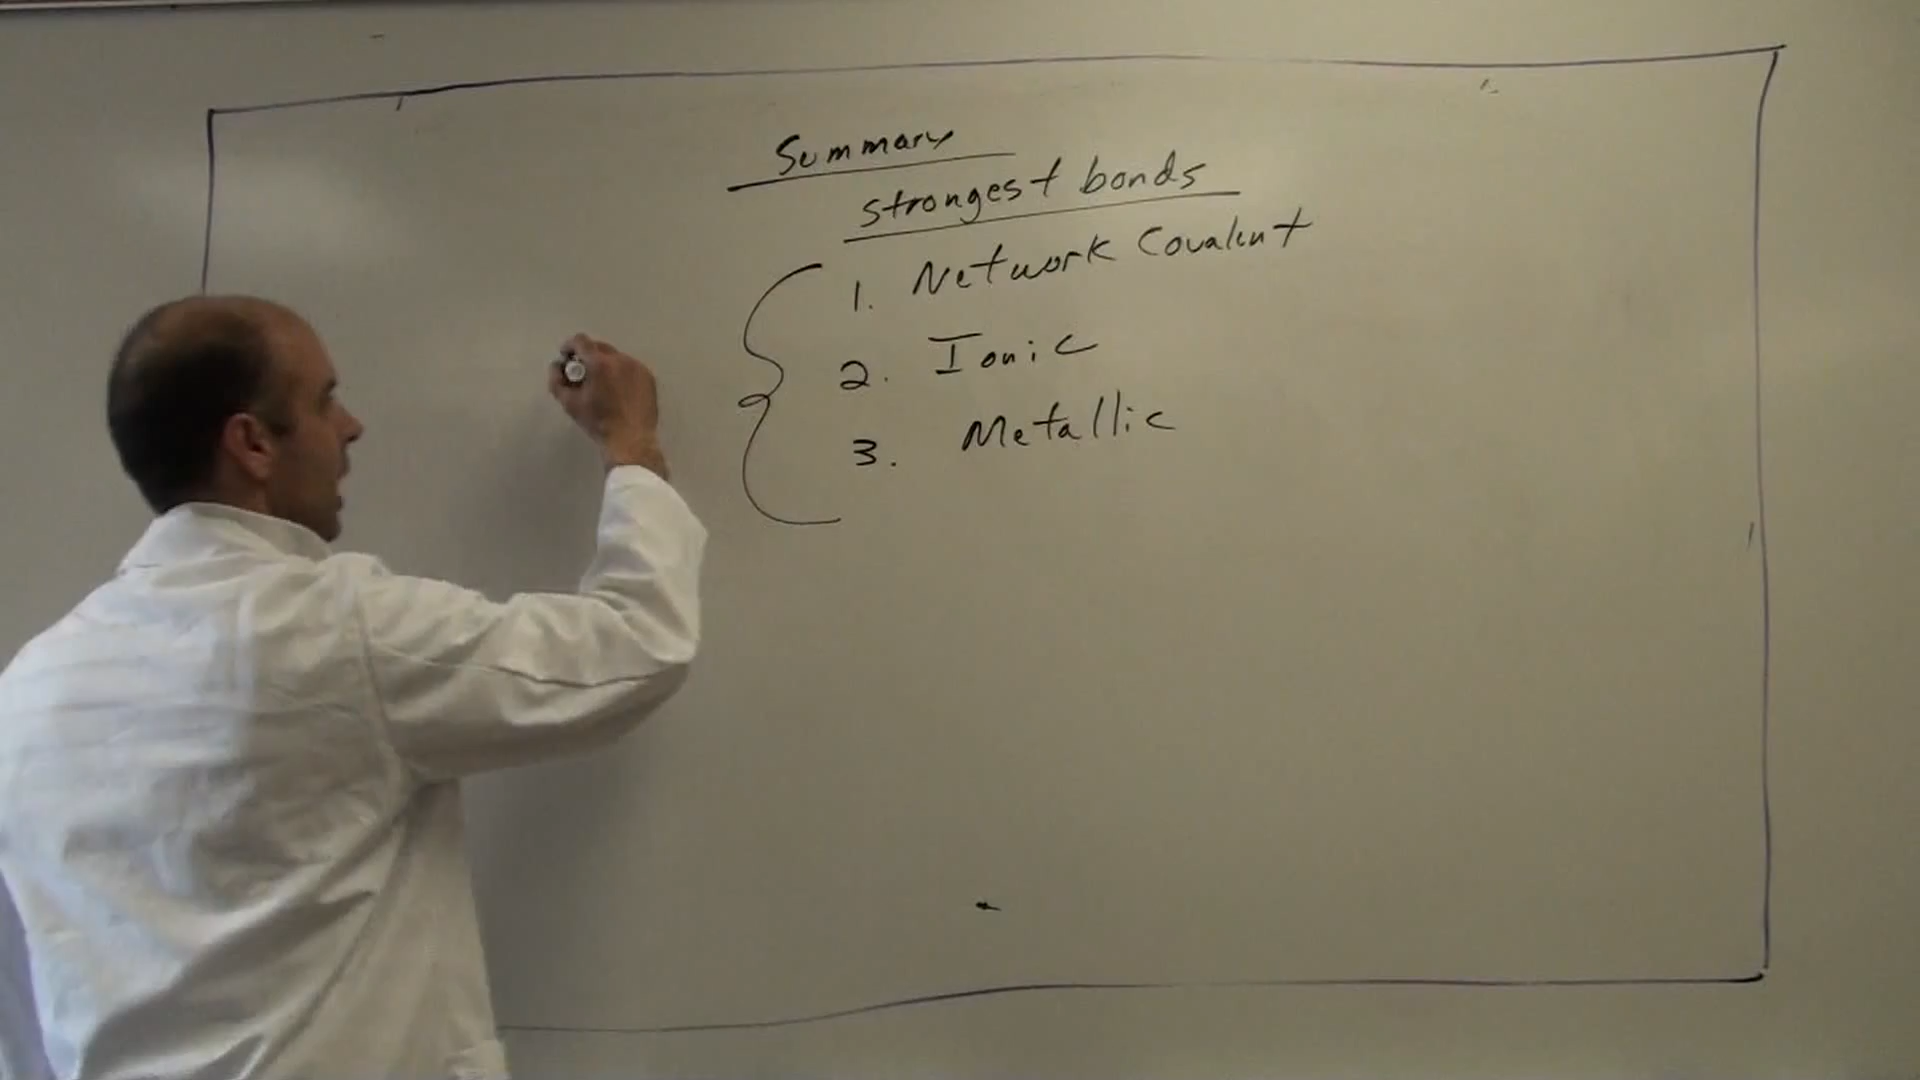 Summary
strongest bonds
1. Network Covalent
2. Ionic
3. Metallic